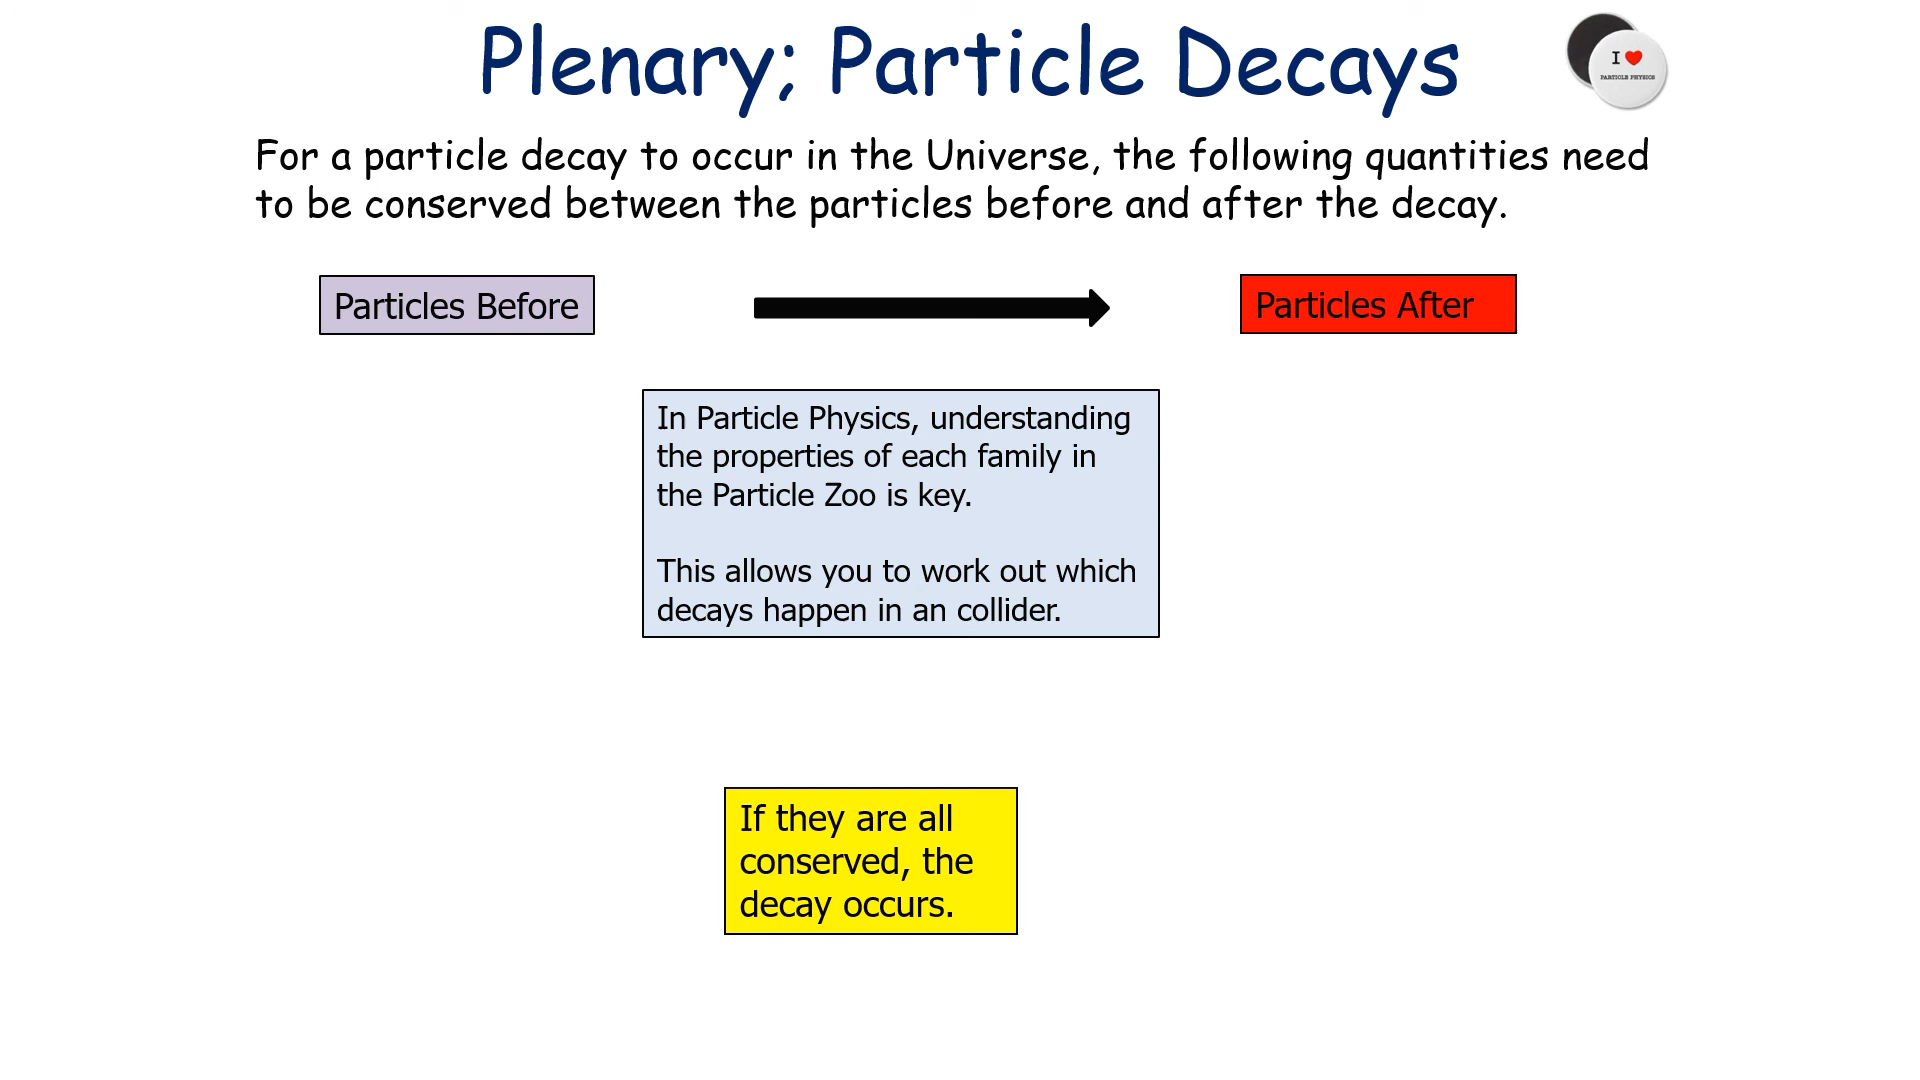 Plenary; Particle Decays
I ❤
PARTICLE PHYSICS
For a particle decay to occur in the Universe, the following quantities need
to be conserved between the particles before and after the decay.
Particles Before
Particles After
In Particle Physics, understanding
the properties of each family in
the Particle Zoo is key.
This allows you to work out which
decays happen in an collider.
If they are all
conserved, the
decay occurs.